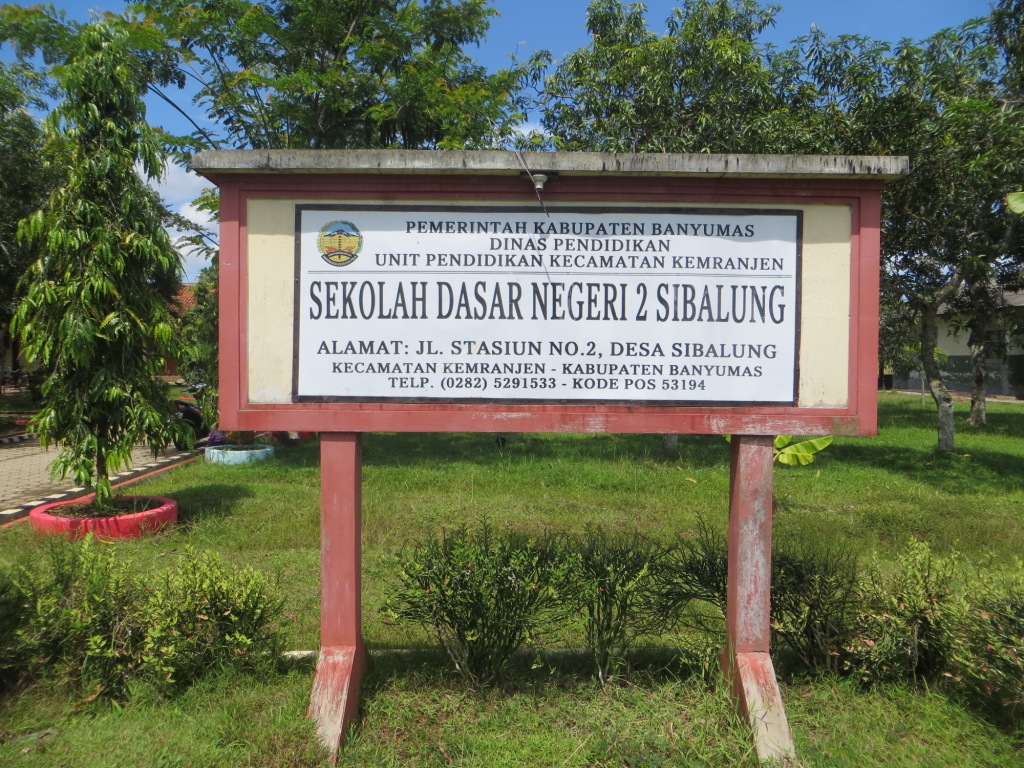 PEMERINTAH KABUPATEN BANYUMAS
DINAS PENDIDIKAN
UNIT PENDIDIKAN KECAMATAN KEMRANJEN
SEKOLAH DASAR NEGERI 2 SIBALUNG
ALAMAT: JL. STASIUN NO.2, DESA SIBALUNG
KECAMATAN KEMRANJEN - KABUPATEN BANYUMAS
TELP. (0282) 5291533 - KODE POS 53194